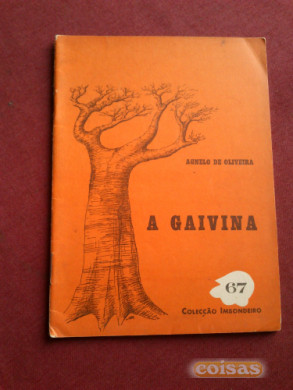 AGNELO DE OLIVEIRA
A GAIVINA
67
COLECÇÃO IMBONDEIRO
coisas